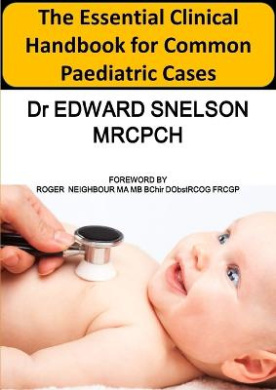 The Essential Clinical
Handbook for Common
Paediatric Cases
Dr EDWARD SNELSON
MRCPCH
FOREWORD BY
ROGER NEIGHBOUR MA MB BChir DObstRCOG FRCGP